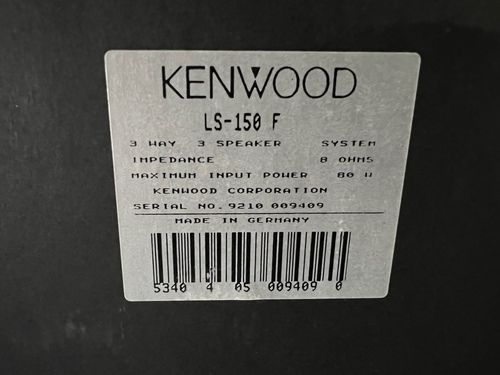 KENWOOD
LS-150 F
3 WAY 3 SPEAKER SYSTEM
IMPEDANCE 8 OHMS
MAXIMUM INPUT POWER 80 W
KENWOOD CORPORATION
SERIAL NO. 9210 009409
MADE IN GERMANY
5340 4 05 009409 0